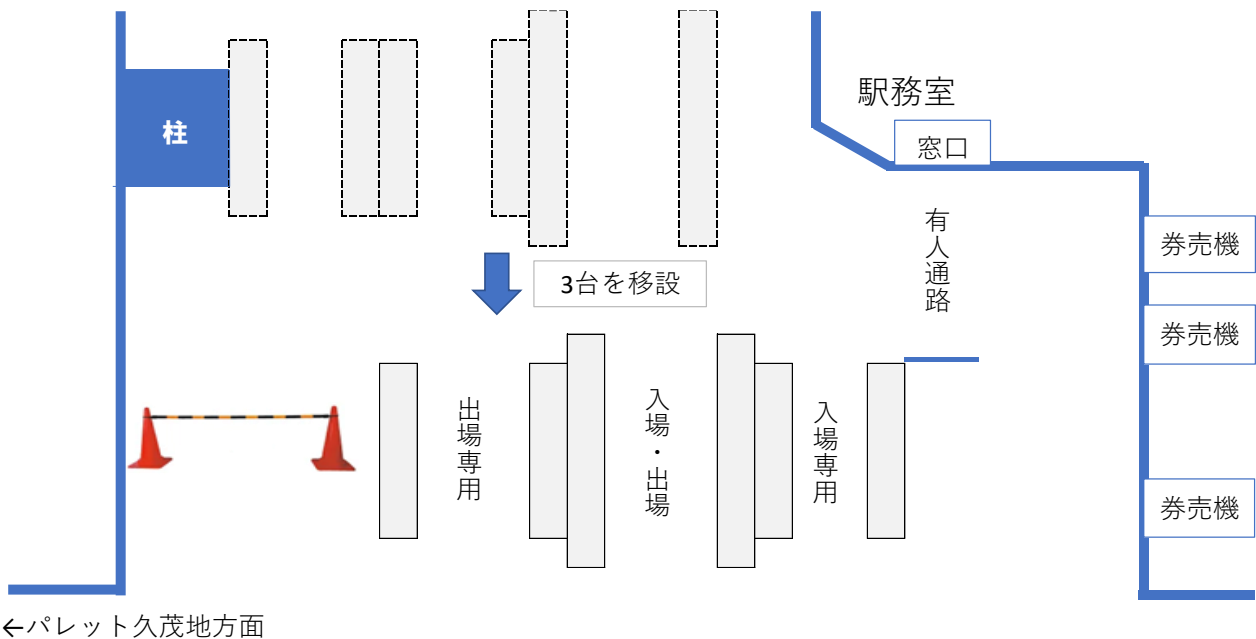 駅務室
柱
窓口
有人通路
券売機
3台を移設
券売機
出場専用
入場・出場
入場専用
券売機
←パレット久茂地方面